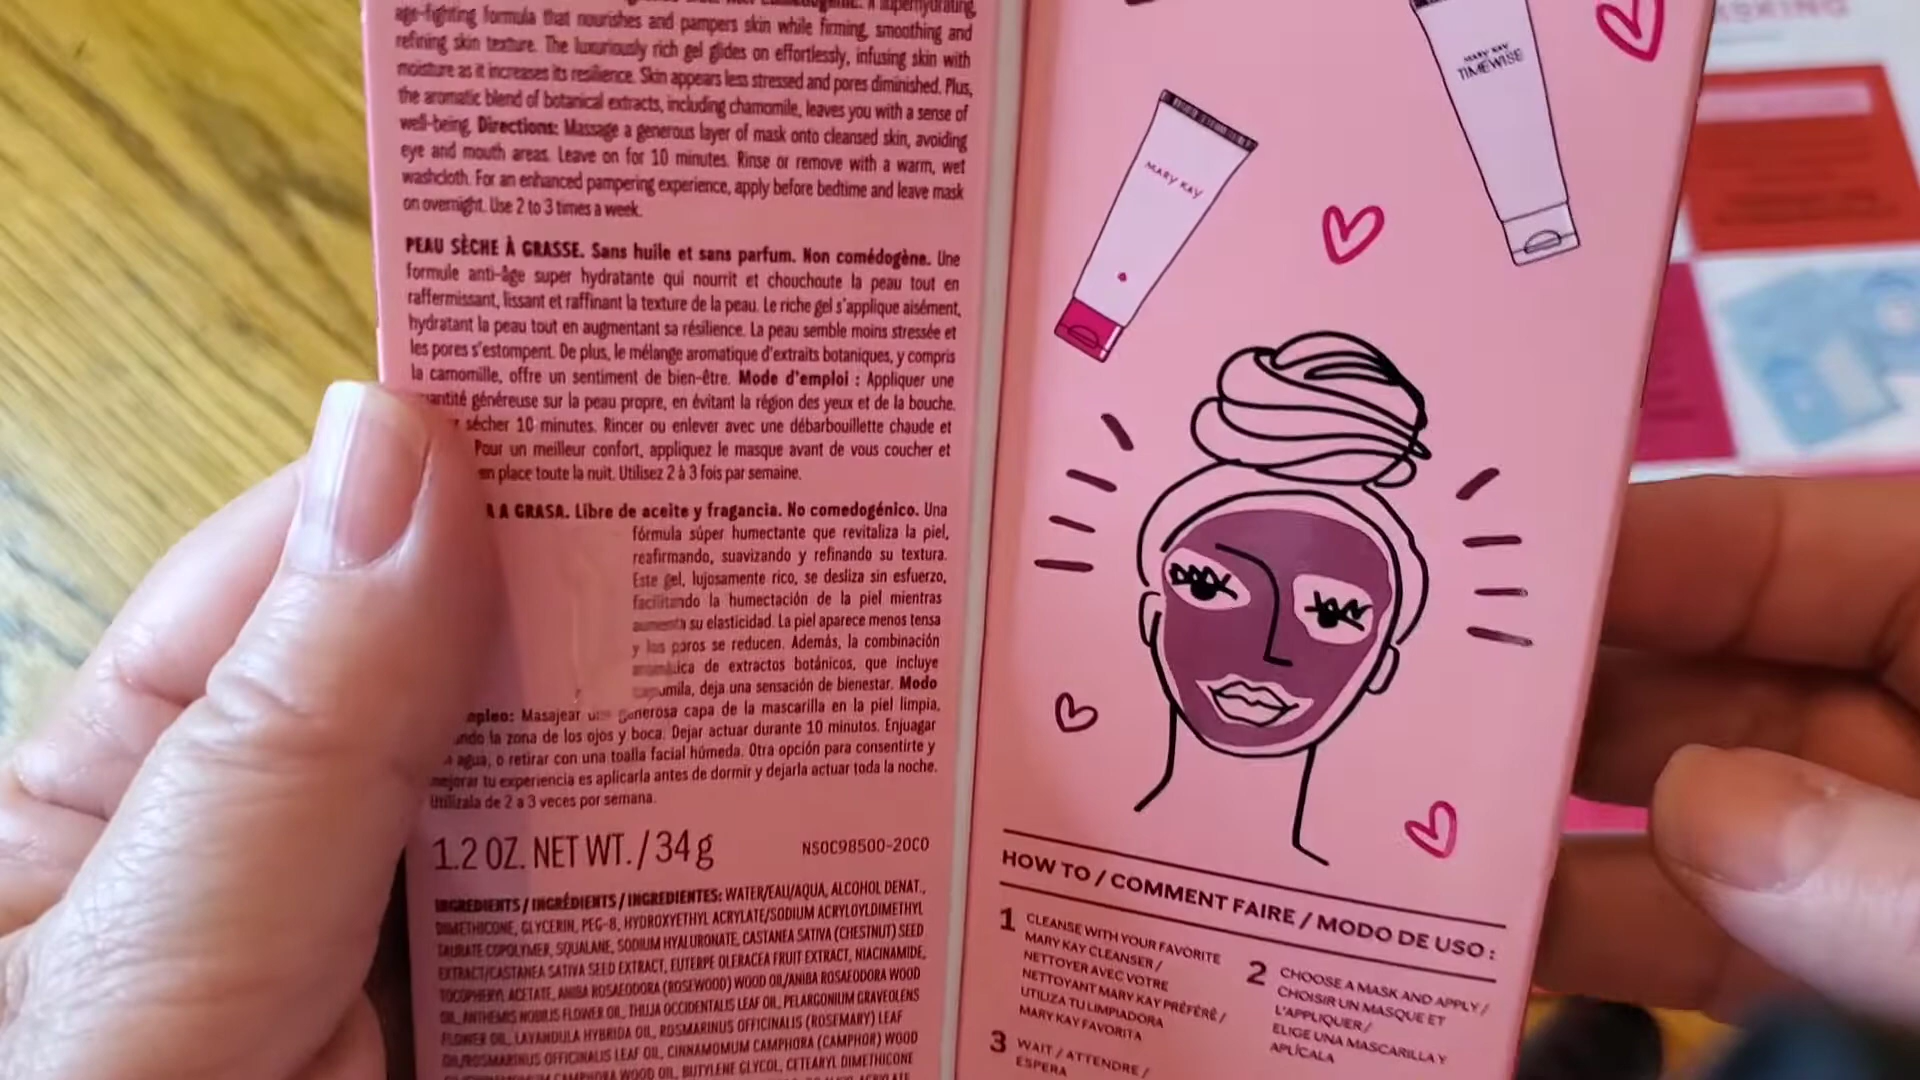 age-fighting formula that nourishes and pampers skin while firming, smoothing and
refining skin texture. The luxuriously rich gel glides on effortlessly, infusing skin with
moisture as it increases its resilience. Skin appears less stressed and pores diminished. Plus,
the aromatic blend of botanical extracts, including chamomile, leaves you with a sense of
well-being. Directions: Massage a generous layer of mask onto cleansed skin, avoiding
eye and mouth areas. Leave on for 10 minutes. Rinse or remove with a warm, wet
washcloth. For an enhanced pampering experience, apply before bedtime and leave mask
on overnight. Use 2 to 3 times a week.
PEAU SÈCHE À GRASSE. Sans huile et sans parfum. Non comédogène. Une
formule anti-âge super hydratante qui nourrit et chouchoute la peau tout en
raffermissant, lissant et raffinant la texture de la peau. Le riche gel s'applique aisément,
hydratant la peau tout en augmentant sa résilience. La peau semble moins stressée et
les pores s'estompent. De plus, le mélange aromatique d'extraits botaniques, y compris
la camomille, offre un sentiment de bien-être. Mode d'emploi : Appliquer une
généreuse sur la peau propre, en évitant la région des yeux et de la bouche.
sécher 10 minutes. Rincer ou enlever avec une débarbouillette chaude et
Pour un meilleur confort, appliquez le masque avant de vous coucher et
en place toute la nuit. Utilisez 2 à 3 fois par semaine.
A GRASA. Libre de aceite y fragancia. No comedogénico. Una
fórmula súper humectante que revitaliza la piel,
reafirmando, suavizando y refinando su textura.
Este gel, lujosamente rico, se desliza sin esfuerzo,
facilitando la humectación de la piel mientras
aumenta su elasticidad. La piel aparece menos tensa
y los poros se reducen. Además, la combinación
de extractos botánicos, que incluye
deja una sensación de bienestar. Modo
Masajear una generosa capa de la mascarilla en la piel limpia,
la zona de los ojos y boca. Dejar actuar durante 10 minutos. Enjuagar
agua, o retirar con una toalla facial húmeda. Otra opción para consentirte y
mejorar tu experiencia es aplicarla antes de dormir y dejarla actuar toda la noche.
Utilízala de 2 a 3 veces por semana.
1.2 OZ. NET WT. / 34 g
NSOC98500-20C0
INGREDIENTS / INGRÉDIENTS / INGREDIENTES: WATER/EAU/AQUA, ALCOHOL DENAT.,
DIMETHICONE, GLYCERIN, PEG-8, HYDROXYETHYL ACRYLATE/SODIUM ACRYLOYLDIMETHYL
TAURATE COPOLYMER, SQUALANE, SODIUM HYALURONATE, CASTANEA SATIVA (CHESTNUT) SEED
EXTRACT/CASTANEA SATIVA SEED EXTRACT, EUTERPE OLERACEA FRUIT EXTRACT, NIACINAMIDE,
TOCOPHERYL ACETATE, ANIBA ROSAEODORA (ROSEWOOD) WOOD OIL/ANIBA ROSAEODORA WOOD
OIL, ANTHEMIS NOBILIS FLOWER OIL, THUJA OCCIDENTALIS LEAF OIL, PELARGONIUM GRAVEOLENS
FLOWER OIL, LAVANDULA HYBRIDA OIL, ROSMARINUS OFFICINALIS (ROSEMARY) LEAF
OIL/ROSMARINUS OFFICINALIS LEAF OIL, CINNAMOMUM CAMPHORA (CAMPHOR) WOOD
CAMPHORA WOOD OIL, BUTYLENE GLYCOL, CETEARYL DIMETHICONE
MARY KAY
TIMEWISE
MARY KAY
HOW TO / COMMENT FAIRE / MODO DE USO :
1 CLEANSE WITH YOUR FAVORITE
MARY KAY CLEANSER /
NETTOYER AVEC VOTRE
NETTOYANT MARY KAY PRÉFÉRÉ /
UTILIZA TU LIMPIADORA
MARY KAY FAVORITA
2 CHOOSE A MASK AND APPLY /
CHOISIR UN MASQUE ET
L'APPLIQUER /
ELIGE UNA MASCARILLA Y
APLÍCALA
3 WAIT / ATTENDRE /
ESPERA